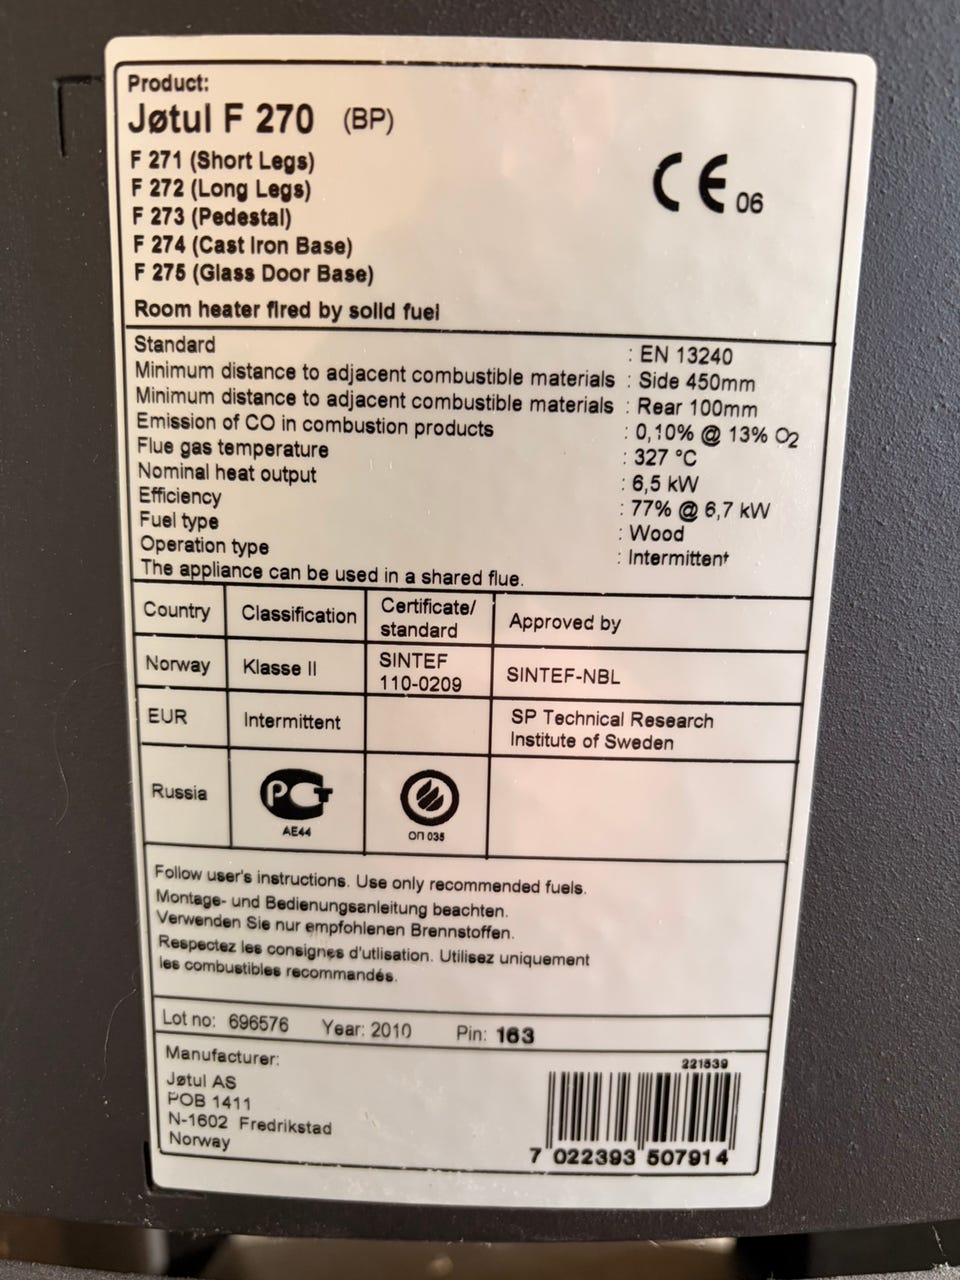 Product:
Jøtul F 270 (BP)
F 271 (Short Legs)
F 272 (Long Legs)
F 273 (Pedestal)
F 274 (Cast Iron Base)
F 275 (Glass Door Base)
CE 06
Room heater fired by solid fuel
Standard : EN 13240
Minimum distance to adjacent combustible materials : Side 450mm
Minimum distance to adjacent combustible materials : Rear 100mm
Emission of CO in combustion products : 0,10% @ 13% O2
Flue gas temperature : 327 °C
Nominal heat output : 6,5 kW
Efficiency : 77% @ 6,7 kW
Fuel type : Wood
Operation type : Intermittent
The appliance can be used in a shared flue.
Country Classification Certificate/ standard Approved by
Norway Klasse II SINTEF 110-0209 SINTEF-NBL
EUR Intermittent SP Technical Research Institute of Sweden
Russia РСТ АЕ44 ОП 035
Follow user's instructions. Use only recommended fuels.
Montage- und Bedienungsanleitung beachten.
Verwenden Sie nur empfohlenen Brennstoffen.
Respectez les consignes d'utlisation. Utilisez uniquement
les combustibles recommandés.
Lot no: 696576 Year: 2010 Pin: 163
Manufacturer:
Jøtul AS
POB 1411
N-1602 Fredrikstad
Norway
221539
7 022393 507914